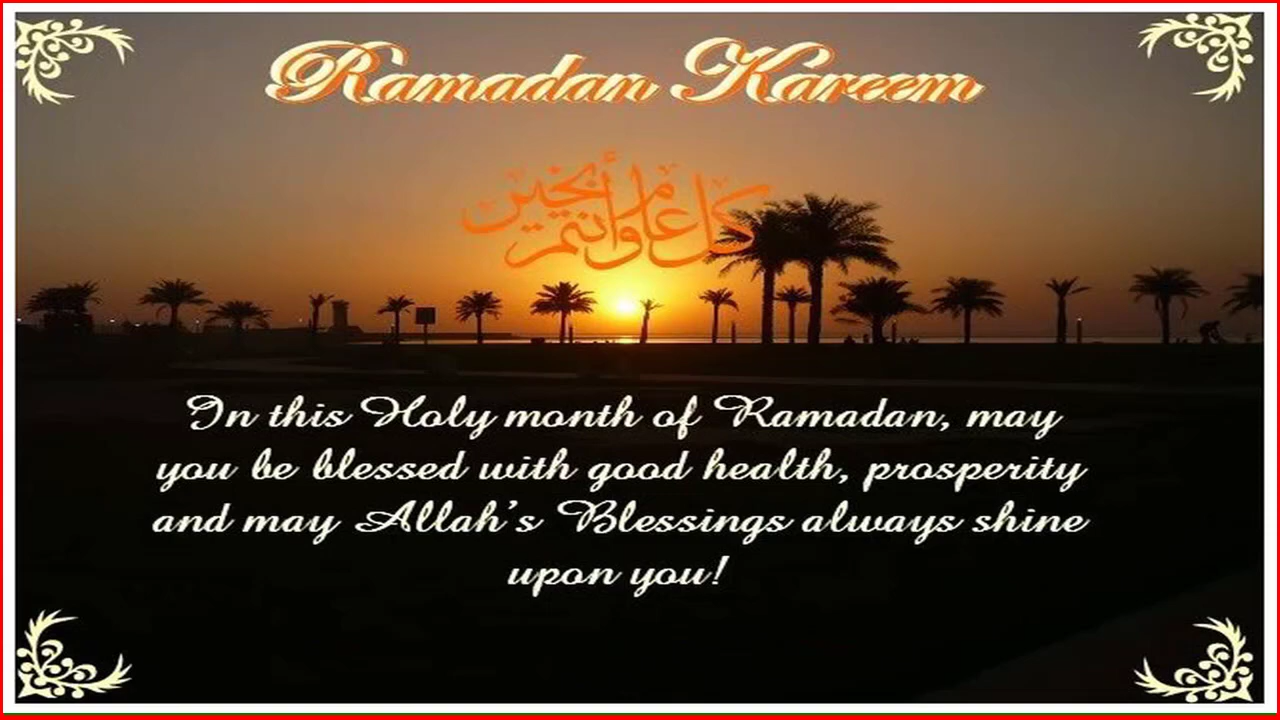 Ramadan Kareem
كل عام وأنتم بخير
In this Holy month of Ramadan, may
you be blessed with good health, prosperity
and may Allah's Blessings always shine
upon you!